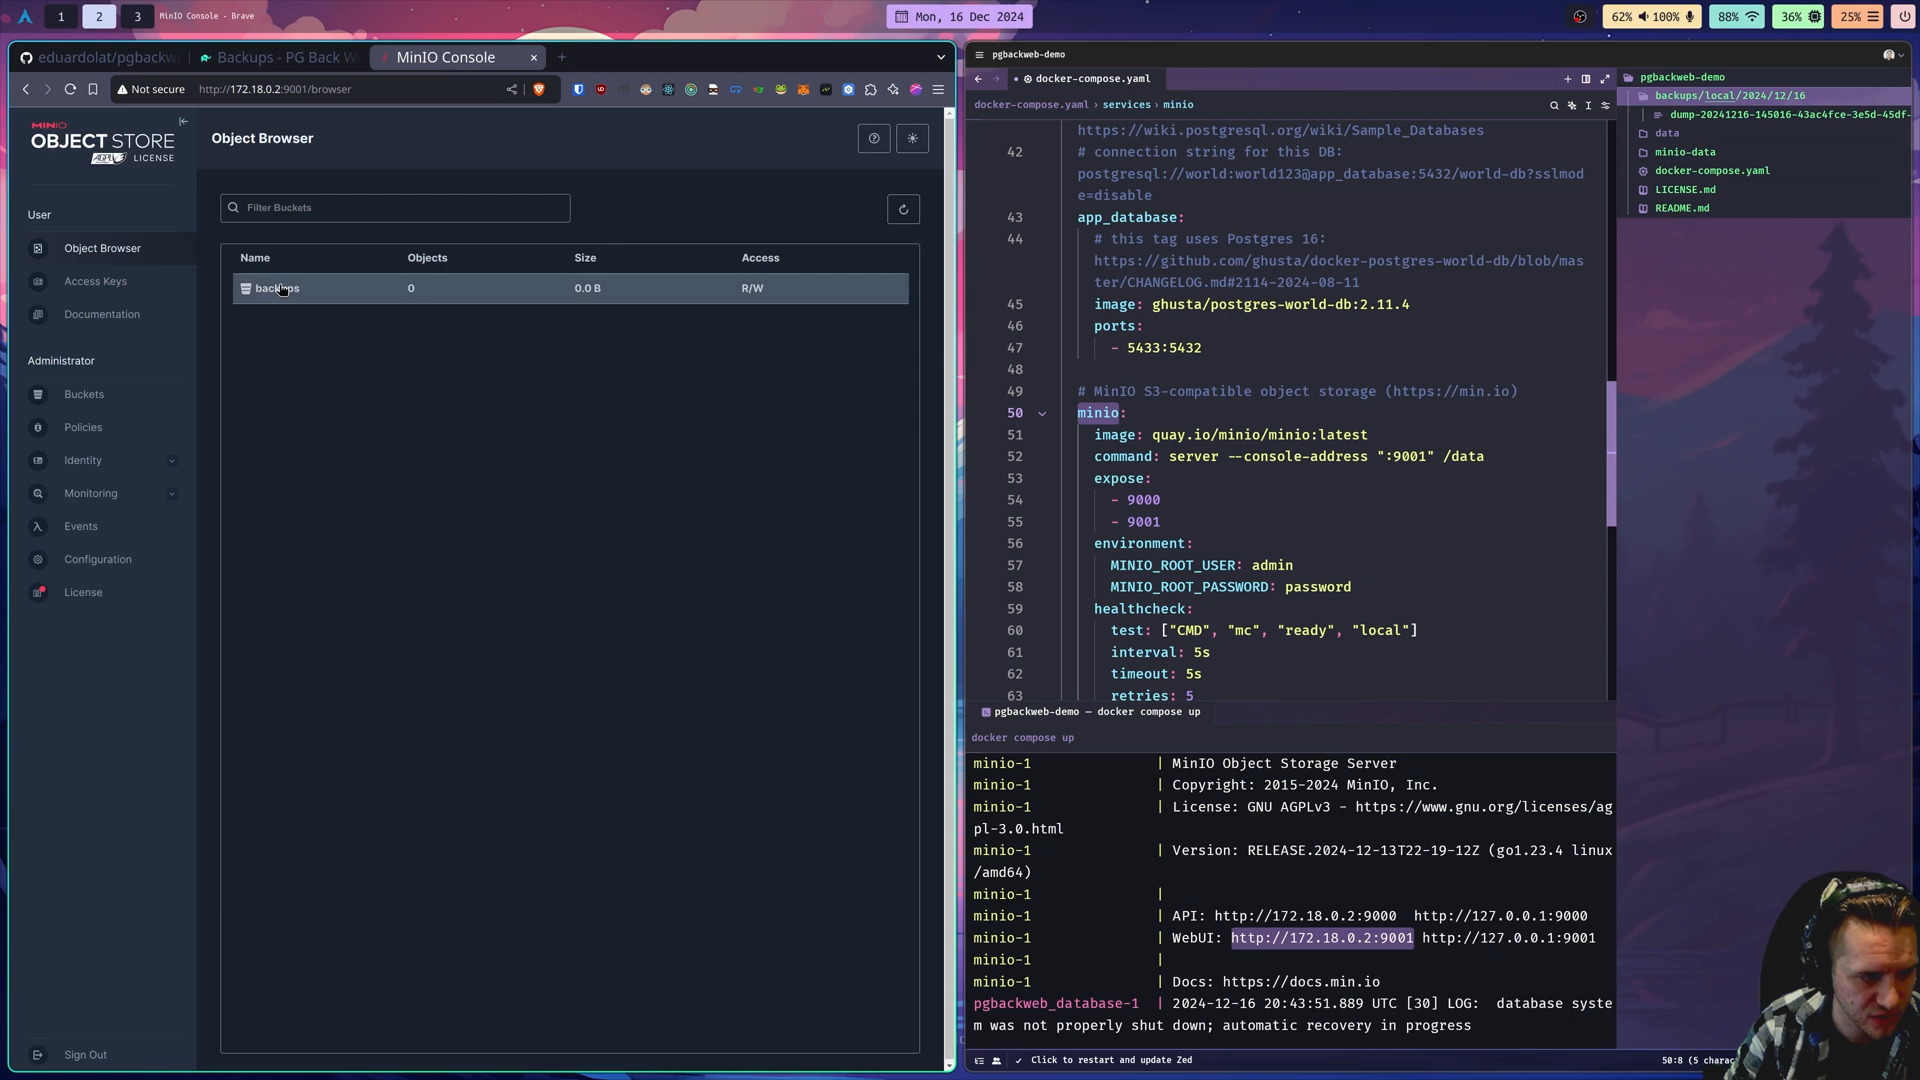 1 2 3 MinIO Console - Brave
Mon, 16 Dec 2024
62% 100% 88% 36% 25%
eduardolat/pgbackw
Backups - PG Back W
MinIO Console
Not secure http://172.18.0.2:9001/browser
MINIO
OBJECT STORE
AGPLv3 LICENSE
User
Object Browser
Access Keys
Documentation
Administrator
Buckets
Policies
Identity
Monitoring
Events
Configuration
License
Sign Out
Object Browser
Filter Buckets
Name Objects Size Access
backups 0 0.0 B R/W
pgbackweb-demo
docker-compose.yaml
docker-compose.yaml › services › minio
https://wiki.postgresql.org/wiki/Sample_Databases
42 # connection string for this DB:
postgresql://world:world123@app_database:5432/world-db?sslmod
e=disable
43 app_database:
44 # this tag uses Postgres 16:
https://github.com/ghusta/docker-postgres-world-db/blob/mas
ter/CHANGELOG.md#2114-2024-08-11
45 image: ghusta/postgres-world-db:2.11.4
46 ports:
47 - 5433:5432
48
49 # MinIO S3-compatible object storage (https://min.io)
50 minio:
51 image: quay.io/minio/minio:latest
52 command: server --console-address ":9001" /data
53 expose:
54 - 9000
55 - 9001
56 environment:
57 MINIO_ROOT_USER: admin
58 MINIO_ROOT_PASSWORD: password
59 healthcheck:
60 test: ["CMD", "mc", "ready", "local"]
61 interval: 5s
62 timeout: 5s
63 retries: 5
pgbackweb-demo — docker compose up
docker compose up
minio-1 | MinIO Object Storage Server
minio-1 | Copyright: 2015-2024 MinIO, Inc.
minio-1 | License: GNU AGPLv3 - https://www.gnu.org/licenses/ag
pl-3.0.html
minio-1 | Version: RELEASE.2024-12-13T22-19-12Z (go1.23.4 linux
/amd64)
minio-1 |
minio-1 | API: http://172.18.0.2:9000 http://127.0.0.1:9000
minio-1 | WebUI: http://172.18.0.2:9001 http://127.0.0.1:9001
minio-1 |
minio-1 | Docs: https://docs.min.io
pgbackweb_database-1 | 2024-12-16 20:43:51.889 UTC [30] LOG: database syste
m was not properly shut down; automatic recovery in progress
Click to restart and update Zed
50:8 (5 charac
pgbackweb-demo
backups/local/2024/12/16
dump-20241216-145016-43ac4fce-3e5d-45df-
data
minio-data
docker-compose.yaml
LICENSE.md
README.md